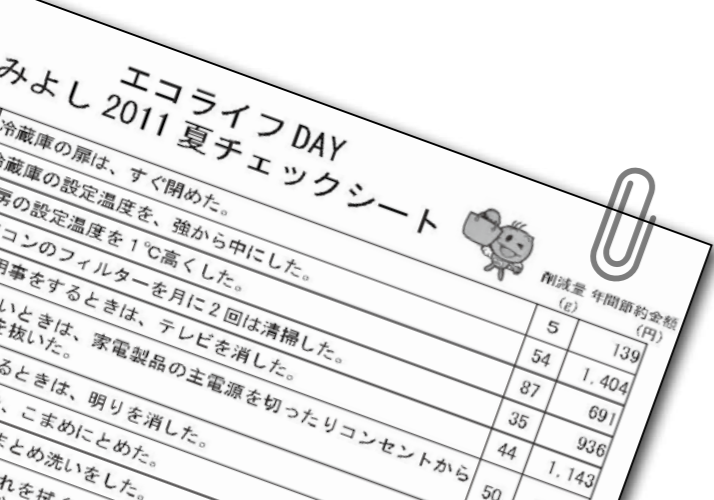 エコライフDAY
みよし 2011 夏チェックシート
削減量 年間節約金額
(g) (円)
冷蔵庫の扉は、すぐ閉めた。 5 139
冷蔵庫の設定温度を、強から中にした。 54 1,404
房の設定温度を1℃高くした。 87 691
コンのフィルターを月に2回は清掃した。 35 936
用事をするときは、テレビを消した。 44 1,143
いときは、家電製品の主電源を切ったりコンセントから 50
を抜いた。
るときは、明りを消した。
、こまめにとめた。
まとめ洗いをした。
れを拭く